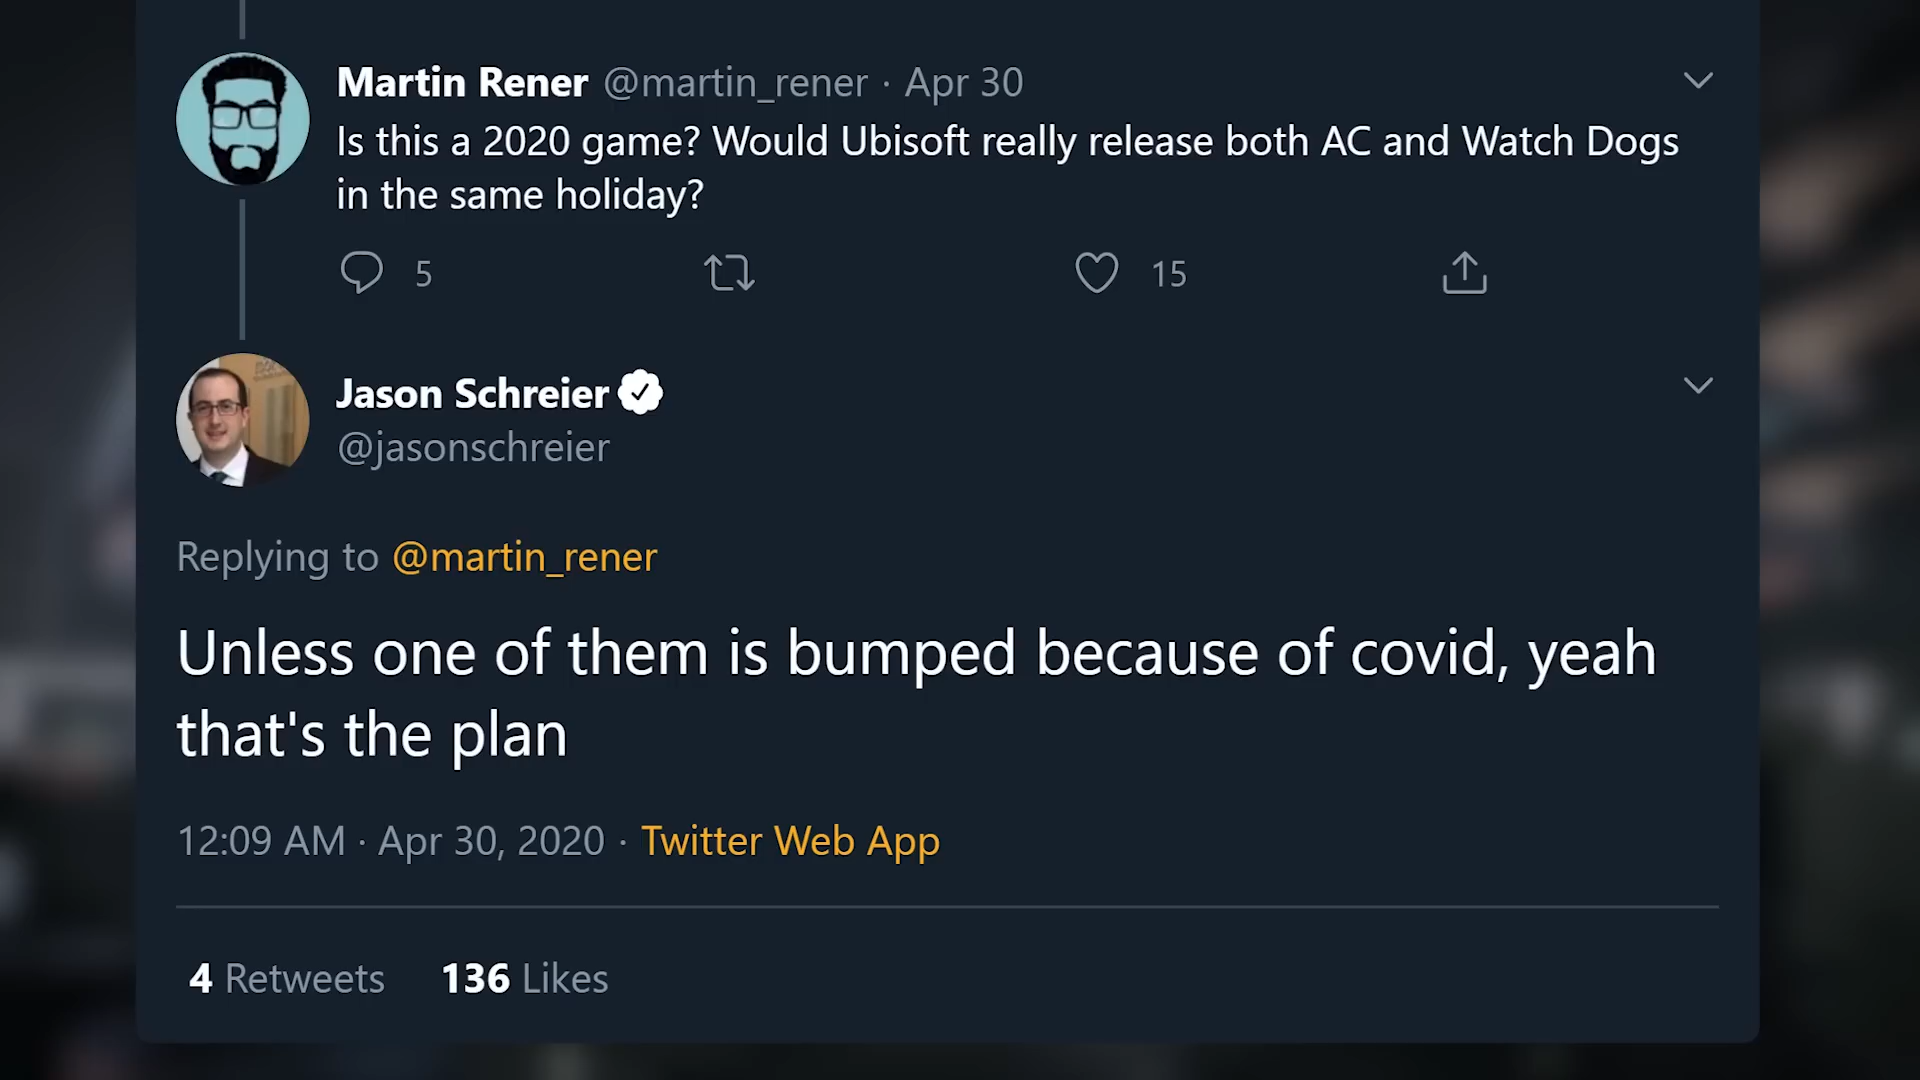 Martin Rener @martin_rener · Apr 30
Is this a 2020 game? Would Ubisoft really release both AC and Watch Dogs
in the same holiday?
5 15
Jason Schreier
@jasonschreier
Replying to @martin_rener
Unless one of them is bumped because of covid, yeah
that's the plan
12:09 AM · Apr 30, 2020 · Twitter Web App
4 Retweets 136 Likes